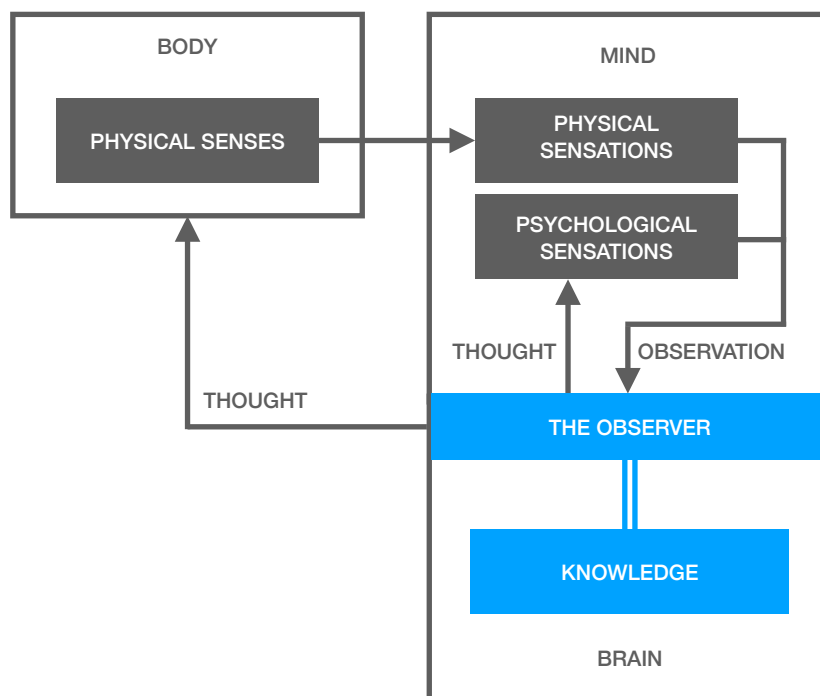 BODY
MIND
PHYSICAL SENSES
PHYSICAL
SENSATIONS
PSYCHOLOGICAL
SENSATIONS
THOUGHT
OBSERVATION
THOUGHT
THE OBSERVER
KNOWLEDGE
BRAIN